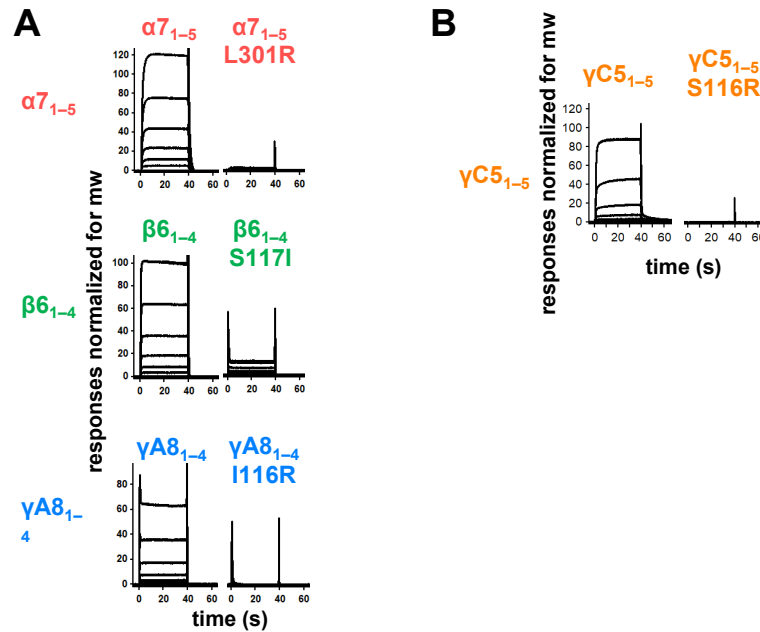 A
α7₁₋₅
α7₁₋₅
L301R
α7₁₋₅
120
100
80
60
40
20
0
0 20 40 60
0 20 40 60
responses normalized for mw
β6₁₋₄
β6₁₋₄
S117I
β6₁₋₄
100
80
60
40
20
0
0 20 40 60
0 20 40 60
γA8₁₋₄
γA8₁₋₄
I116R
γA8₁₋
₄
80
60
40
20
0
0 20 40 60
0 20 40 60
time (s)
B
γC5₁₋₅
γC5₁₋₅
S116R
γC5₁₋₅
responses normalized for mw
120
100
80
60
40
20
0
0 20 40 60
0 20 40 60
time (s)